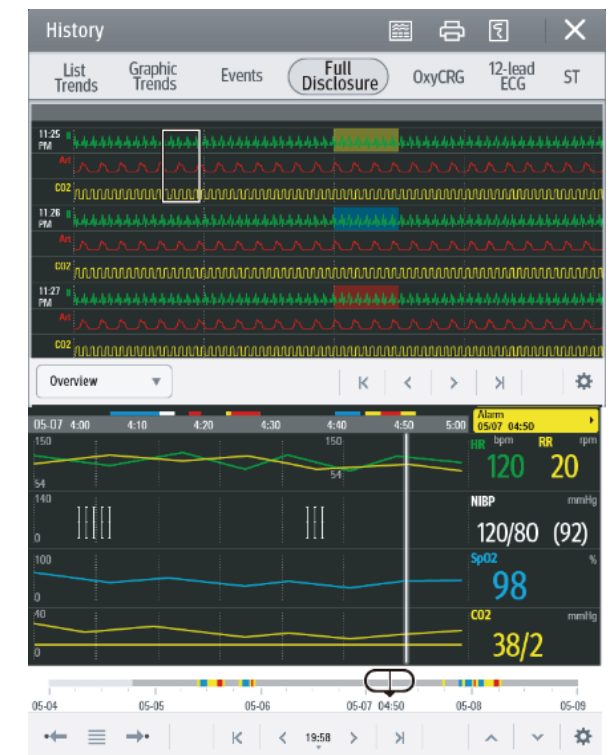 History
List Trends
Graphic Trends
Events
Full Disclosure
OxyCRG
12-lead ECG
ST
11:25 PM
II
Art
CO2
11:26 PM
II
Art
CO2
11:27 PM
II
Art
CO2
Overview
05-07 4:00 4:10 4:20 4:30 4:40 4:50 5:00
Alarm
05/07 04:50
150 150
54 54
HR bpm RR rpm
120 20
140
0
NIBP mmHg
120/80 (92)
100
0
SpO2 %
98
40
0
CO2 mmHg
38/2
05-04 05-05 05-06 05-07 04:50 05-08 05-09
19:58